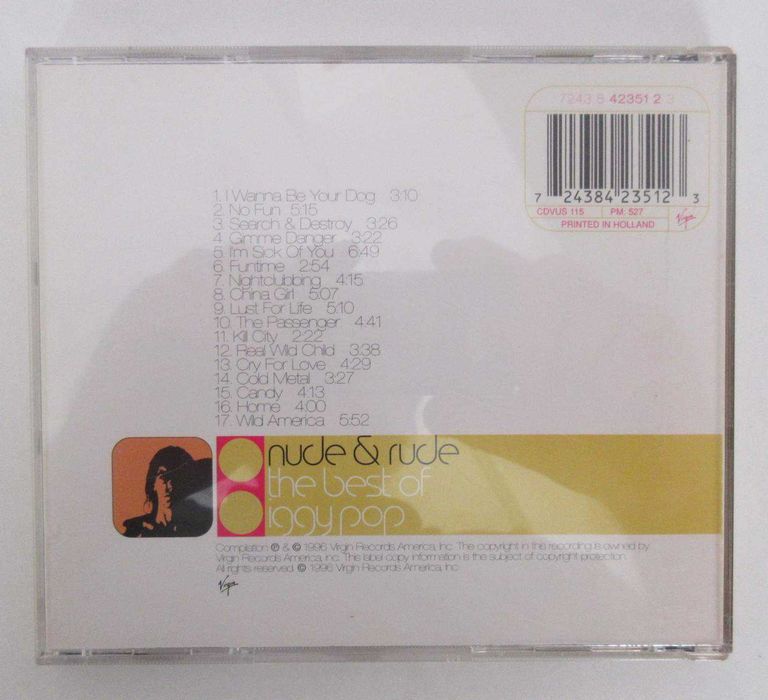 7243 8 42351 2 3
7 24384 23512 3
CDVUS 115 PM: 527 Virgin
PRINTED IN HOLLAND
1. I Wanna Be Your Dog 3:10
2. No Fun 5:15
3. Search & Destroy 3:26
4. Gimme Danger 3:22
5. I'm Sick Of You 6:49
6. Funtime 2:54
7. Nightclubbing 4:15
8. China Girl 5:07
9. Lust For Life 5:10
10. The Passenger 4:41
11. Kill City 2:22
12. Real Wild Child 3:38
13. Cry For Love 4:29
14. Cold Metal 3:27
15. Candy 4:13
16. Home 4:00
17. Wild America 5:52
nude & rude
the best of
iggy pop
Compilation ℗ & © 1996 Virgin Records America, Inc. The copyright in this recording is owned by
Virgin Records America, Inc. This label copy information is the subject of copyright protection.
All rights reserved. © 1996 Virgin Records America, Inc
Virgin